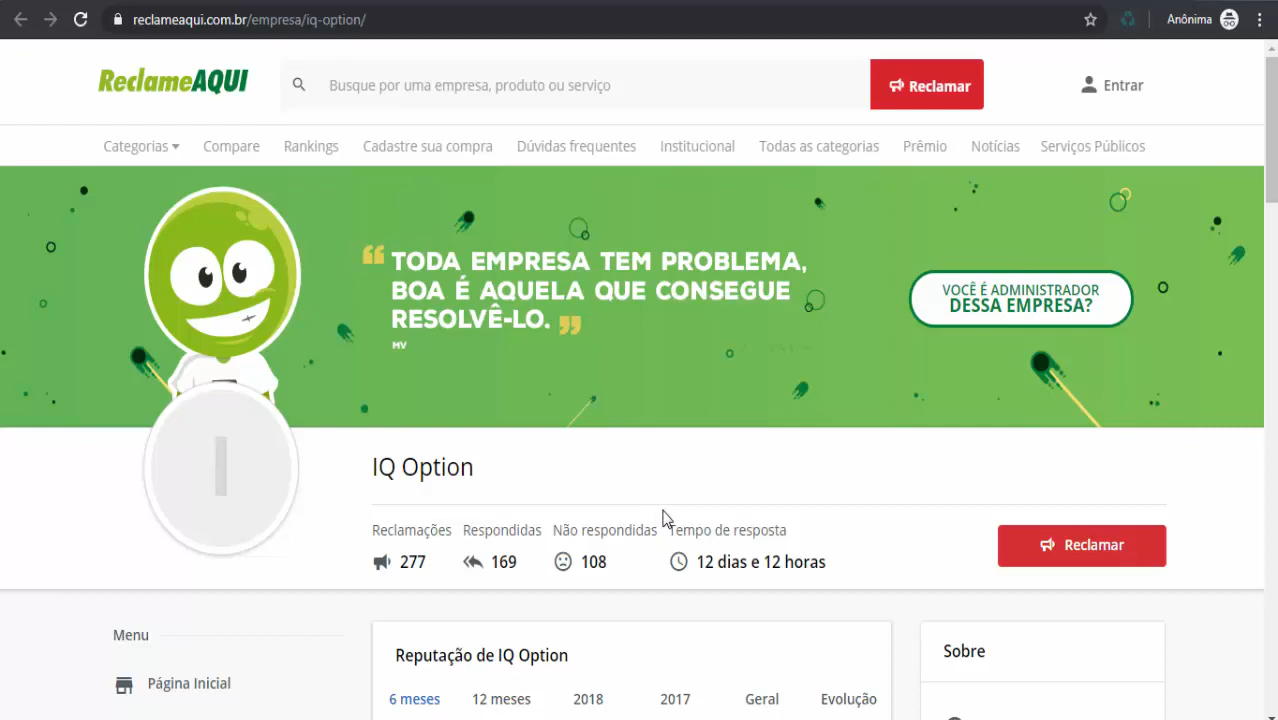 reclameaqui.com.br/empresa/iq-option/
Anônima
ReclameAQUI
Busque por uma empresa, produto ou serviço
Reclamar
Entrar
Categorias
Compare
Rankings
Cadastre sua compra
Dúvidas frequentes
Institucional
Todas as categorias
Prêmio
Notícias
Serviços Públicos
“ TODA EMPRESA TEM PROBLEMA,
BOA É AQUELA QUE CONSEGUE
RESOLVÊ-LO. ”
MV
VOCÊ É ADMINISTRADOR
DESSA EMPRESA?
I
IQ Option
Reclamações
Respondidas
Não respondidas
Tempo de resposta
277
169
108
12 dias e 12 horas
Reclamar
Menu
Página Inicial
Reputação de IQ Option
6 meses
12 meses
2018
2017
Geral
Evolução
Sobre